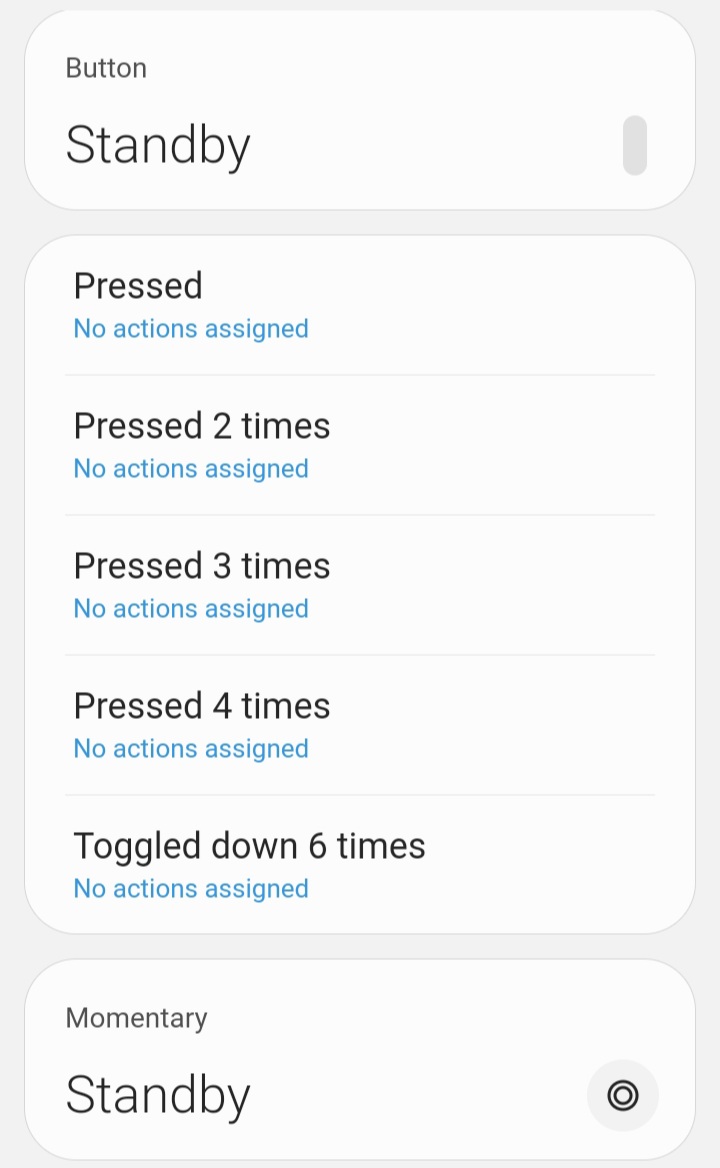 Button
Standby
Pressed
No actions assigned
Pressed 2 times
No actions assigned
Pressed 3 times
No actions assigned
Pressed 4 times
No actions assigned
Toggled down 6 times
No actions assigned
Momentary
Standby